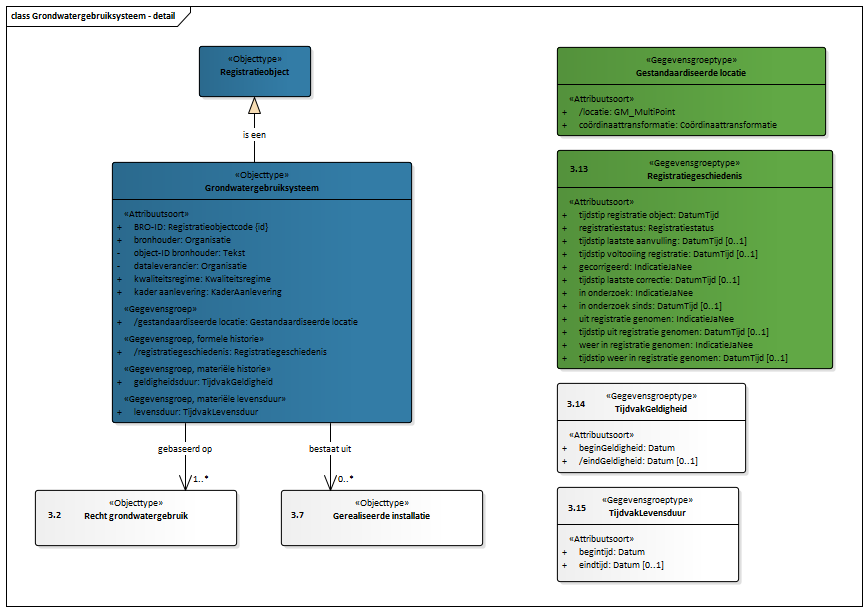 class Grondwatergebruiksysteem - detail
«Objecttype»
Registratieobject
is een
«Objecttype»
Grondwatergebruiksysteem
«Attribuutsoort»
+ BRO-ID: Registratieobjectcode {id}
+ bronhouder: Organisatie
- object-ID bronhouder: Tekst
- dataleverancier: Organisatie
+ kwaliteitsregime: Kwaliteitsregime
+ kader aanlevering: KaderAanlevering
«Gegevensgroep»
+ /gestandaardiseerde locatie: Gestandaardiseerde locatie
«Gegevensgroep, formele historie»
+ /registratiegeschiedenis: Registratiegeschiedenis
«Gegevensgroep, materiële historie»
+ geldigheidsduur: TijdvakGeldigheid
«Gegevensgroep, materiële levensduur»
+ levensduur: TijdvakLevensduur
gebaseerd op
1..*
bestaat uit
0..*
«Objecttype»
3.2 Recht grondwatergebruik
«Objecttype»
3.7 Gerealiseerde installatie
«Gegevensgroeptype»
Gestandaardiseerde locatie
«Attribuutsoort»
+ /locatie: GM_MultiPoint
+ coördinaattransformatie: Coördinaattransformatie
3.13 «Gegevensgroeptype»
Registratiegeschiedenis
«Attribuutsoort»
+ tijdstip registratie object: DatumTijd
+ registratiestatus: Registratiestatus
+ tijdstip laatste aanvulling: DatumTijd [0..1]
+ tijdstip voltooiing registratie: DatumTijd [0..1]
+ gecorrigeerd: IndicatieJaNee
+ tijdstip laatste correctie: DatumTijd [0..1]
+ in onderzoek: IndicatieJaNee
+ in onderzoek sinds: DatumTijd [0..1]
+ uit registratie genomen: IndicatieJaNee
+ tijdstip uit registratie genomen: DatumTijd [0..1]
+ weer in registratie genomen: IndicatieJaNee
+ tijdstip weer in registratie genomen: DatumTijd [0..1]
3.14 «Gegevensgroeptype»
TijdvakGeldigheid
«Attribuutsoort»
+ beginGeldigheid: Datum
+ /eindGeldigheid: Datum [0..1]
3.15 «Gegevensgroeptype»
TijdvakLevensduur
«Attribuutsoort»
+ begintijd: Datum
+ eindtijd: Datum [0..1]